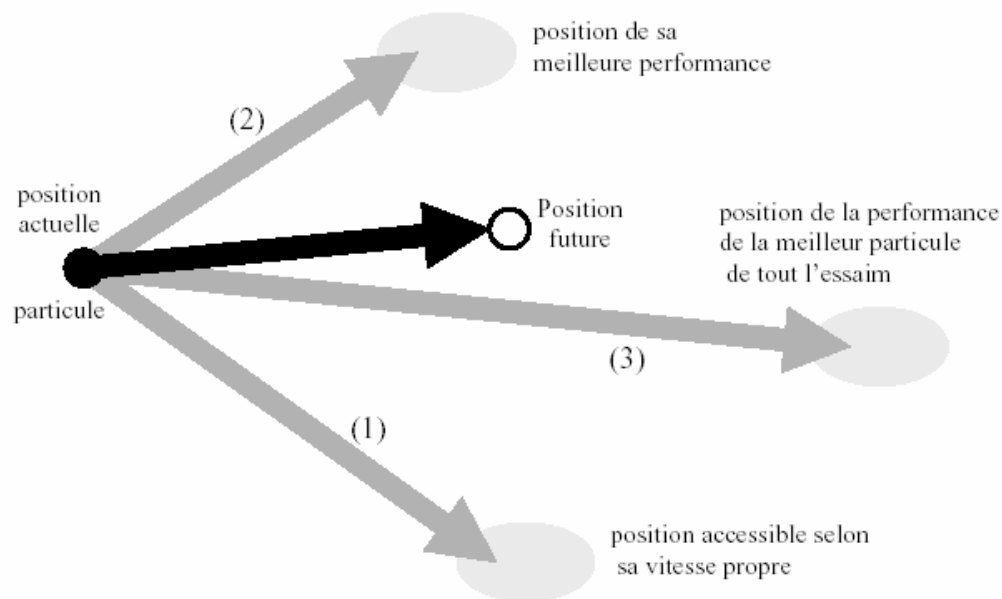 position de sa
meilleure performance
(2)
position
actuelle
Position
future
position de la performance
de la meilleur particule
de tout l'essaim
particule
(3)
(1)
position accessible selon
sa vitesse propre